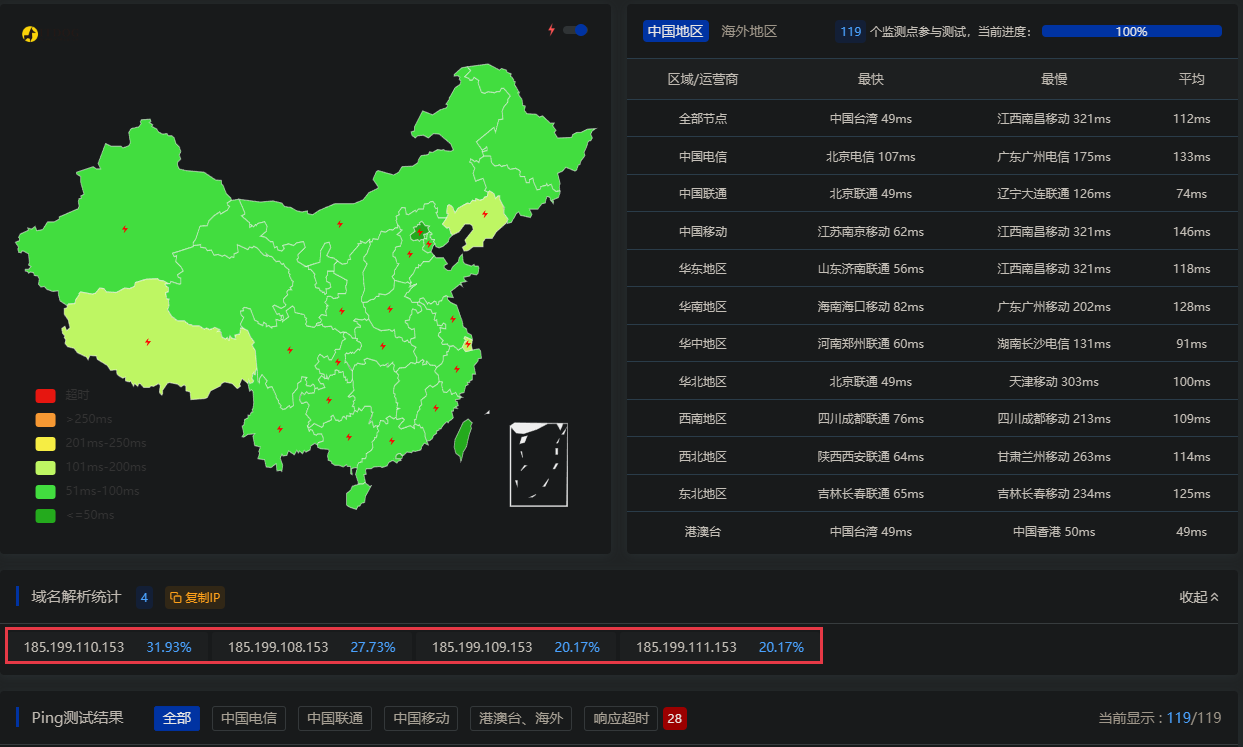 中国地区 海外地区 119 个监测点参与测试，当前进度： 100%
区域/运营商 最快 最慢 平均
全部节点 中国台湾 49ms 江西南昌移动 321ms 112ms
中国电信 北京电信 107ms 广东广州电信 175ms 133ms
中国联通 北京联通 49ms 辽宁大连联通 126ms 74ms
中国移动 江苏南京移动 62ms 江西南昌移动 321ms 146ms
华东地区 山东济南联通 56ms 江西南昌移动 321ms 118ms
华南地区 海南海口移动 82ms 广东广州移动 202ms 128ms
华中地区 河南郑州联通 60ms 湖南长沙电信 131ms 91ms
华北地区 北京联通 49ms 天津移动 303ms 100ms
西南地区 四川成都联通 76ms 四川成都移动 213ms 109ms
西北地区 陕西西安联通 64ms 甘肃兰州移动 263ms 114ms
东北地区 吉林长春联通 65ms 吉林长春移动 234ms 125ms
港澳台 中国台湾 49ms 中国香港 50ms 49ms
超时
>250ms
201ms-250ms
101ms-200ms
51ms-100ms
<=50ms
域名解析统计 4 复制IP 收起
185.199.110.153 31.93% 185.199.108.153 27.73% 185.199.109.153 20.17% 185.199.111.153 20.17%
Ping测试结果 全部 中国电信 中国联通 中国移动 港澳台、海外 响应超时 28 当前显示 : 119/119